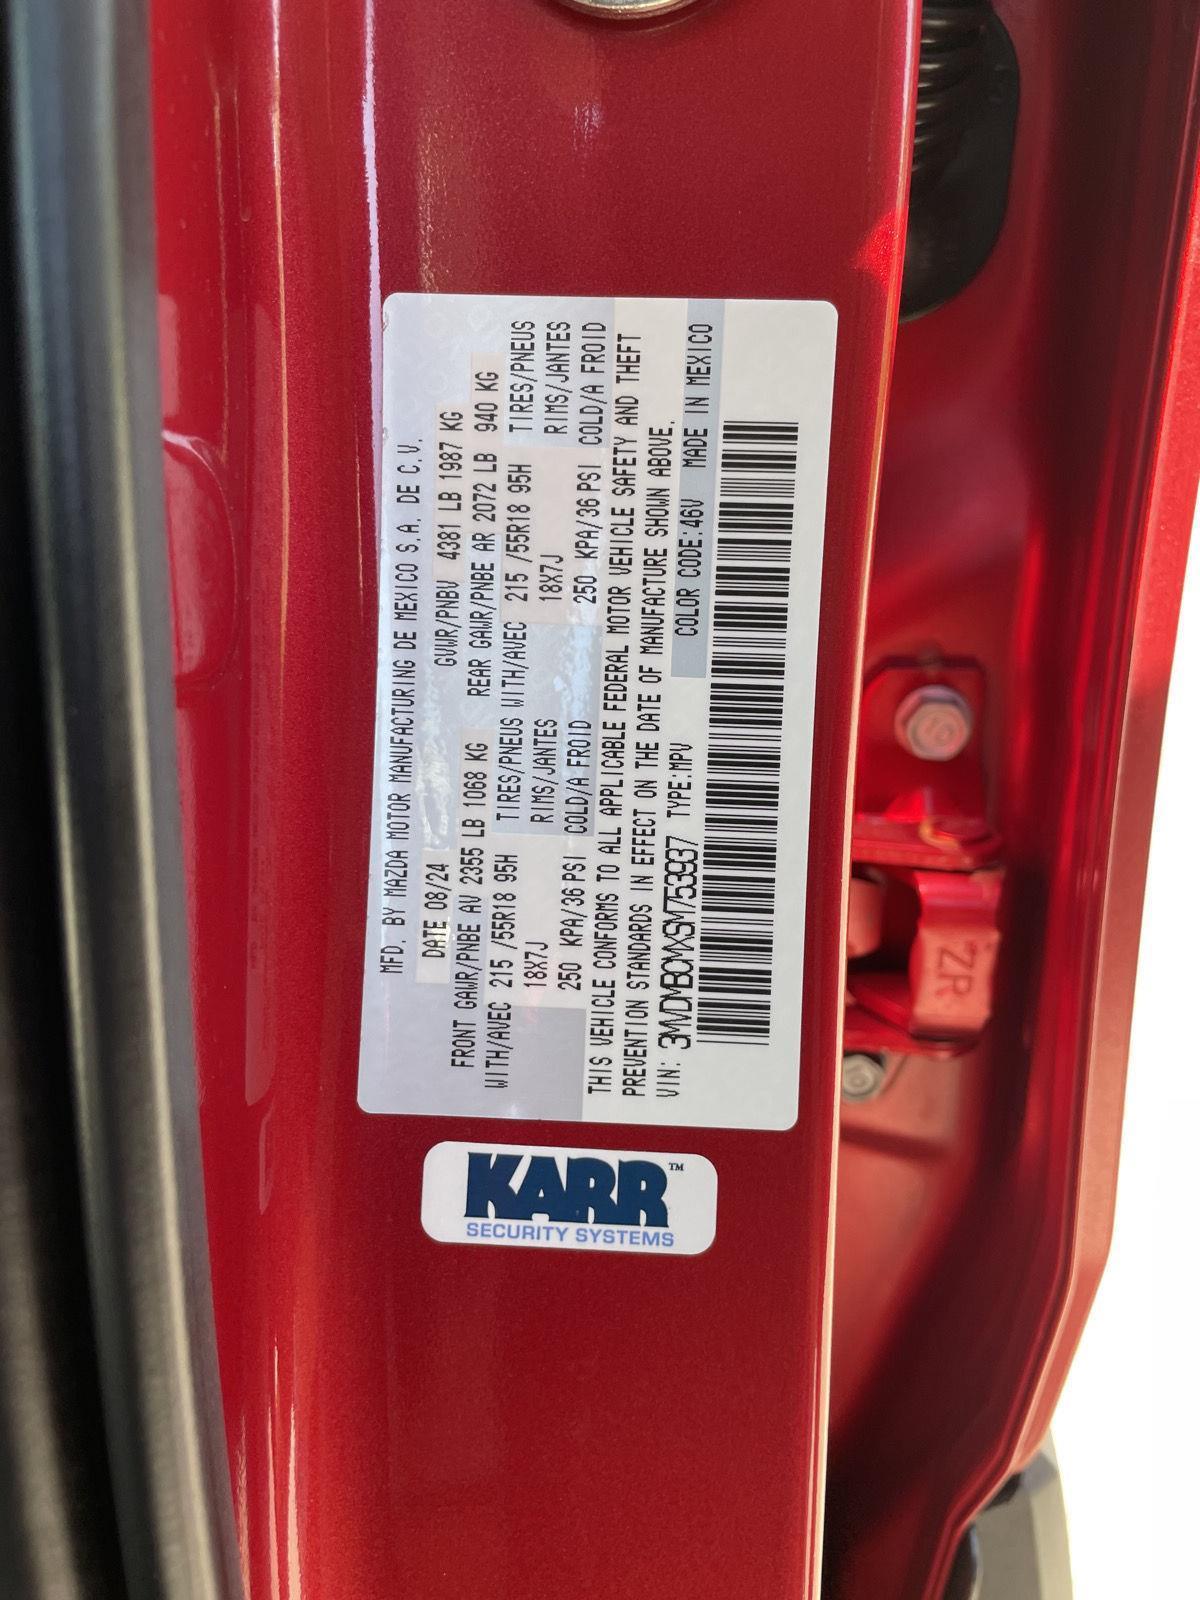 MFD. BY MAZDA MOTOR MANUFACTURING DE MEXICO S.A. DE C.V.
DATE 08/24 GVWR/PNBV 4381 LB 1987 KG
FRONT GAWR/PNBE AV 2355 LB 1068 KG REAR GAWR/PNBE AR 2072 LB 940 KG
WITH/AVEC 215 /55R18 95H TIRES/PNEUS WITH/AVEC 215 /55R18 95H TIRES/PNEUS
18X7J RIMS/JANTES 18X7J RIMS/JANTES
250 KPA/36 PSI COLD/A FROID 250 KPA/36 PSI COLD/A FROID
THIS VEHICLE CONFORMS TO ALL APPLICABLE FEDERAL MOTOR VEHICLE SAFETY AND THEFT
PREVENTION STANDARDS IN EFFECT ON THE DATE OF MANUFACTURE SHOWN ABOVE.
VIN: 3MVDMBCMXSM753937 TYPE:MPV COLOR CODE:46V MADE IN MEXICO
KARR™
SECURITY SYSTEMS
ZR